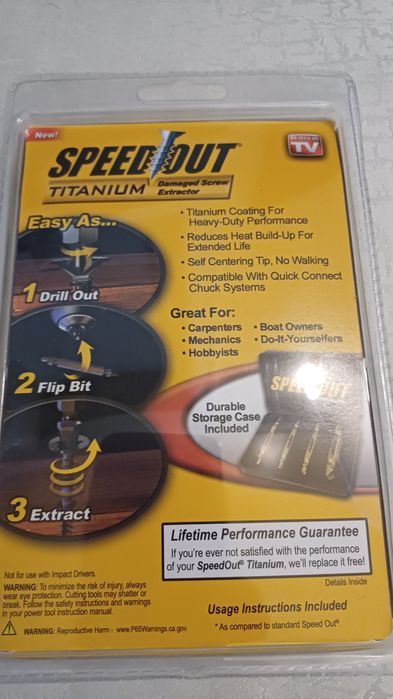 New!
SPEEDOUT®
TITANIUM Damaged Screw
Extractor
TV
Easy As...
1 Drill Out
2 Flip Bit
3 Extract
• Titanium Coating For
Heavy-Duty Performance
• Reduces Heat Build-Up For
Extended Life
• Self Centering Tip, No Walking
• Compatible With Quick Connect
Chuck Systems
Great For:
• Carpenters • Boat Owners
• Mechanics • Do-It-Yourselfers
• Hobbyists
SPEEDOUT
Durable
Storage Case
Included
Lifetime Performance Guarantee
If you're ever not satisfied with the performance
of your SpeedOut® Titanium, we'll replace it free!
Details Inside
Not for use with Impact Drivers.
WARNING: To minimize the risk of injury, always
wear eye protection. Cutting tools may shatter or
break. Follow the safety instructions and warnings
in your power tool instruction manual.
WARNING: Reproductive Harm - www.P65Warnings.ca.gov
Usage Instructions Included
* As compared to standard Speed Out®.